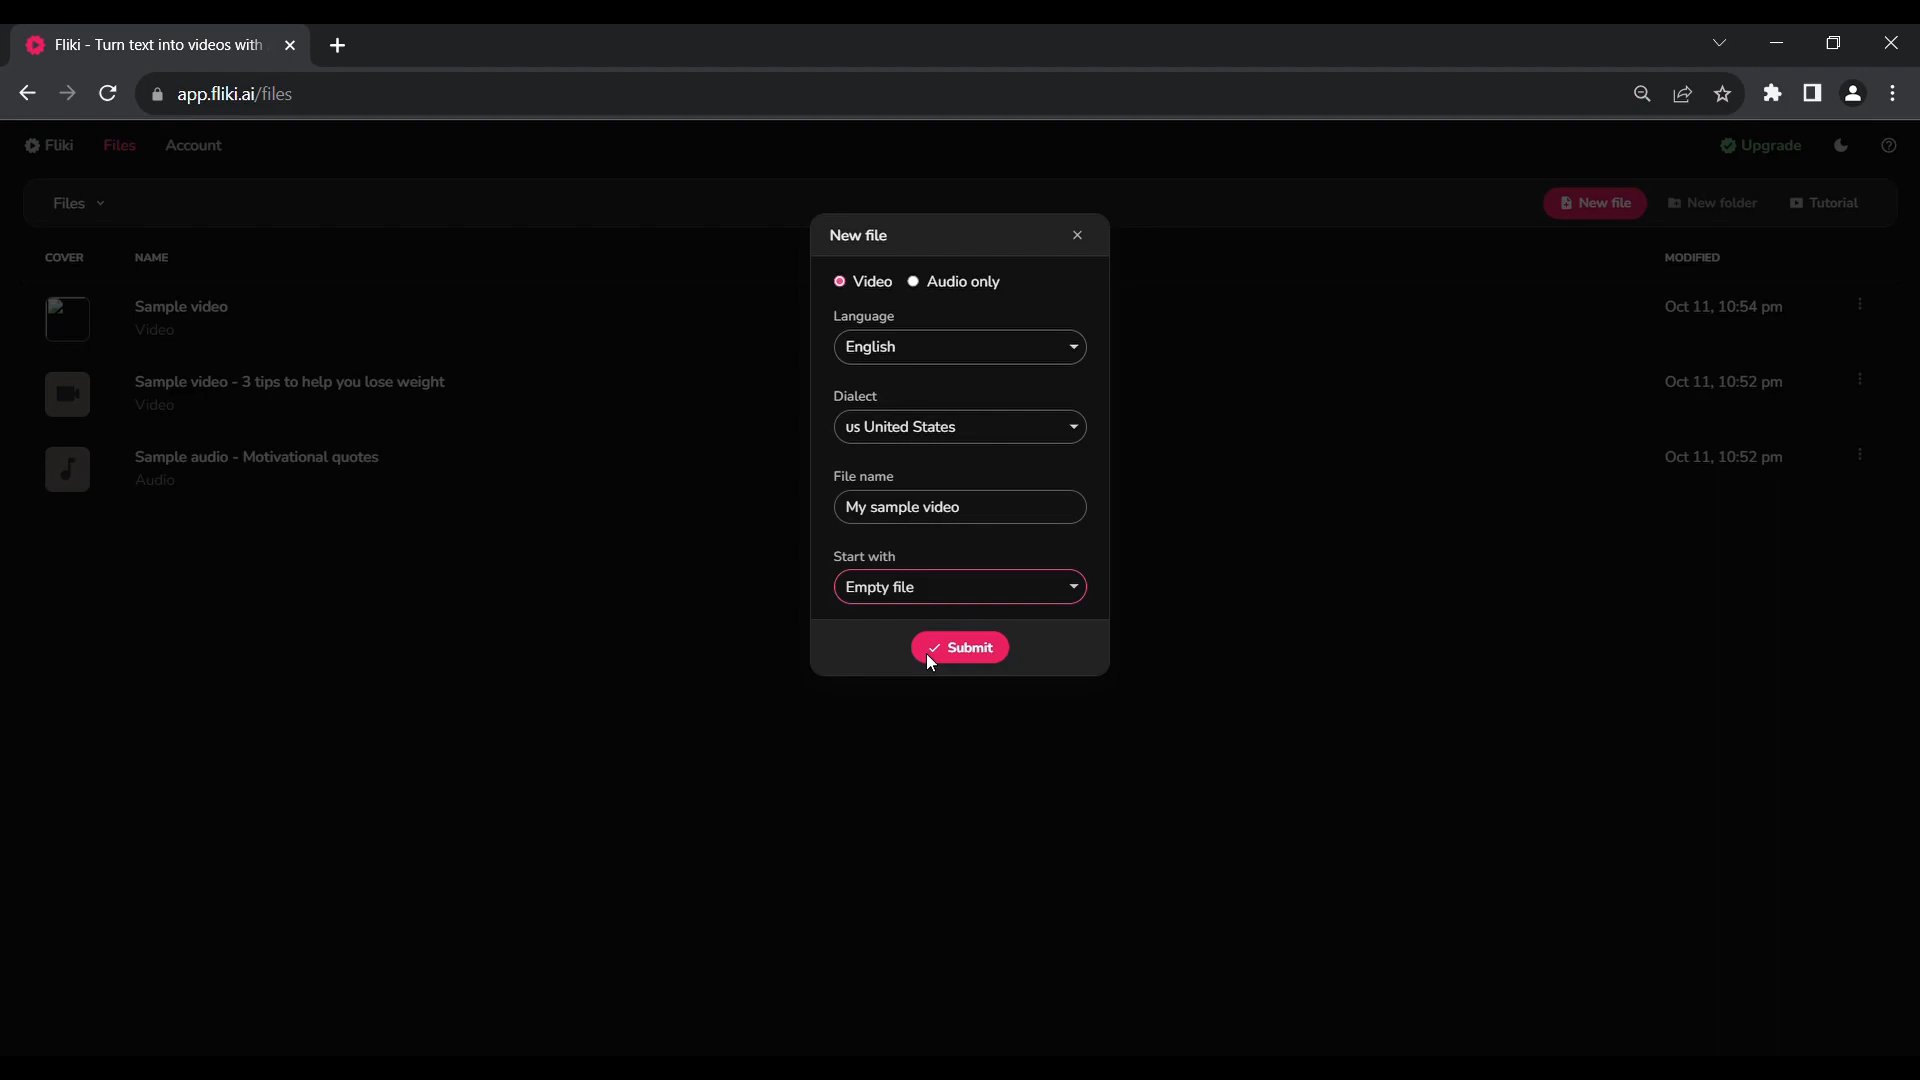 Fliki - Turn text into videos with
app.fliki.ai/files
Fliki Files Account Upgrade
Files New file New folder Tutorial
COVER NAME MODIFIED
Sample video Oct 11, 10:54 pm
Video
Sample video - 3 tips to help you lose weight Oct 11, 10:52 pm
Video
Sample audio - Motivational quotes Oct 11, 10:52 pm
Audio
New file
Video Audio only
Language
English
Dialect
us United States
File name
My sample video
Start with
Empty file
Submit